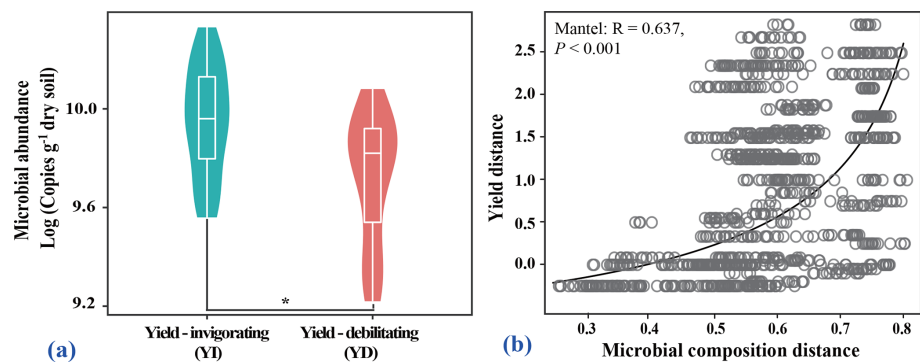 (a)
Microbial abundance
Log (Copies g⁻¹ dry soil)
10.0
9.6
9.2
*
Yield - invigorating
(YI)
Yield - debilitating
(YD)
(b)
Mantel: R = 0.637,
P < 0.001
Yield distance
2.5
2.0
1.5
1.0
0.5
0.0
0.3
0.4
0.5
0.6
0.7
0.8
Microbial composition distance